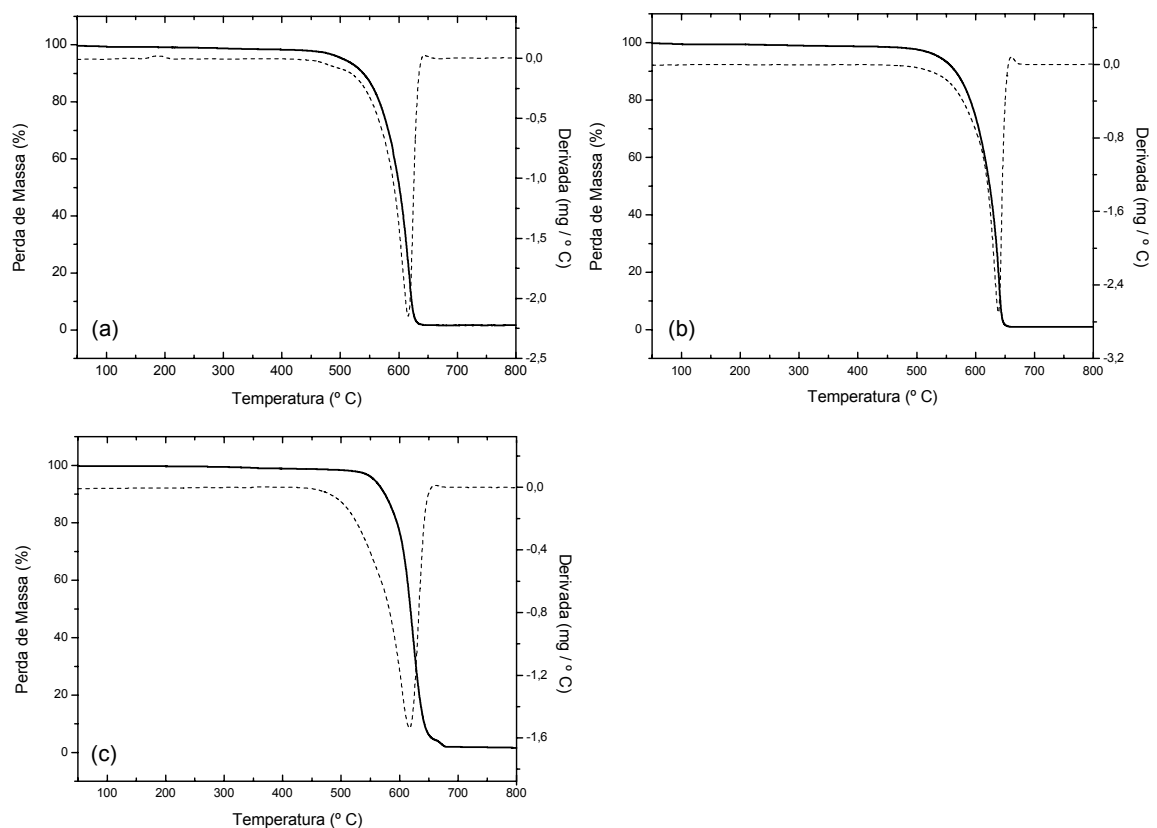 100
80
60
40
20
0
Perda de Massa (%)
0,0
-0,5
-1,0
-1,5
-2,0
-2,5
Derivada (mg / º C)
(a)
100 200 300 400 500 600 700 800
Temperatura (º C)
100
80
60
40
20
0
Perda de Massa (%)
0,0
-0,8
-1,6
-2,4
-3,2
Derivada (mg / º C)
(b)
100 200 300 400 500 600 700 800
Temperatura (º C)
100
80
60
40
20
0
Perda de Massa (%)
0,0
-0,4
-0,8
-1,2
-1,6
Derivada (mg / º C)
(c)
100 200 300 400 500 600 700 800
Temperatura (º C)